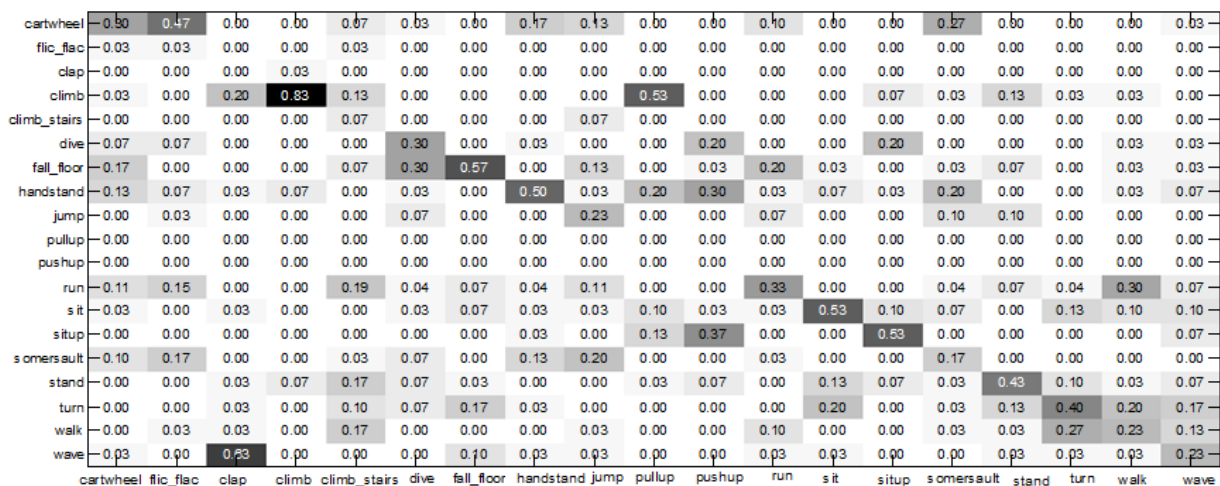 cartwheel 0.30 0.47 0.00 0.00 0.07 0.03 0.00 0.17 0.13 0.00 0.00 0.10 0.00 0.00 0.27 0.00 0.00 0.00 0.03
flic_flac 0.03 0.03 0.00 0.00 0.03 0.00 0.00 0.00 0.00 0.00 0.00 0.00 0.00 0.00 0.00 0.00 0.00 0.00 0.00
clap 0.00 0.00 0.00 0.03 0.00 0.00 0.00 0.00 0.00 0.00 0.00 0.00 0.00 0.00 0.00 0.00 0.00 0.00 0.00
climb 0.03 0.00 0.20 0.83 0.13 0.00 0.00 0.00 0.00 0.53 0.00 0.00 0.00 0.07 0.03 0.13 0.03 0.03 0.00
climb_stairs 0.00 0.00 0.00 0.00 0.07 0.00 0.00 0.00 0.07 0.00 0.00 0.00 0.00 0.00 0.00 0.00 0.00 0.00 0.00
dive 0.07 0.07 0.00 0.00 0.00 0.30 0.00 0.03 0.00 0.00 0.20 0.00 0.00 0.20 0.00 0.00 0.00 0.03 0.03
fall_floor 0.17 0.00 0.00 0.00 0.07 0.30 0.57 0.00 0.13 0.00 0.03 0.20 0.03 0.00 0.03 0.07 0.00 0.03 0.03
handstand 0.13 0.07 0.03 0.07 0.00 0.03 0.00 0.50 0.03 0.20 0.30 0.03 0.07 0.03 0.20 0.00 0.00 0.03 0.07
jump 0.00 0.03 0.00 0.00 0.00 0.07 0.00 0.00 0.23 0.00 0.00 0.07 0.00 0.00 0.10 0.10 0.00 0.00 0.00
pullup 0.00 0.00 0.00 0.00 0.00 0.00 0.00 0.00 0.00 0.00 0.00 0.00 0.00 0.00 0.00 0.00 0.00 0.00 0.00
pushup 0.00 0.00 0.00 0.00 0.00 0.00 0.00 0.00 0.00 0.00 0.00 0.00 0.00 0.00 0.00 0.00 0.00 0.00 0.00
run 0.11 0.15 0.00 0.00 0.19 0.04 0.07 0.04 0.11 0.00 0.00 0.33 0.00 0.00 0.04 0.07 0.04 0.30 0.07
sit 0.03 0.00 0.03 0.00 0.00 0.03 0.07 0.03 0.03 0.10 0.03 0.03 0.53 0.10 0.07 0.00 0.13 0.10 0.10
situp 0.00 0.00 0.00 0.00 0.00 0.00 0.00 0.03 0.00 0.13 0.37 0.00 0.00 0.53 0.00 0.00 0.00 0.00 0.03
somersault 0.10 0.17 0.00 0.00 0.03 0.07 0.00 0.13 0.20 0.00 0.00 0.03 0.00 0.00 0.17 0.00 0.00 0.00 0.00
stand 0.00 0.00 0.03 0.07 0.17 0.07 0.03 0.00 0.00 0.03 0.07 0.00 0.13 0.07 0.03 0.43 0.10 0.03 0.07
turn 0.00 0.00 0.03 0.00 0.10 0.07 0.17 0.03 0.00 0.00 0.00 0.00 0.20 0.00 0.03 0.13 0.40 0.20 0.17
walk 0.00 0.03 0.03 0.00 0.17 0.00 0.00 0.00 0.03 0.00 0.00 0.10 0.00 0.00 0.03 0.03 0.27 0.23 0.13
wave 0.03 0.00 0.63 0.00 0.00 0.00 0.10 0.00 0.00 0.00 0.00 0.03 0.03 0.00 0.00 0.03 0.03 0.03 0.23
cartwheel flic_flac clap climb climb_stairs dive fall_floor handstand jump pullup pushup run sit situp somersault stand turn walk wave